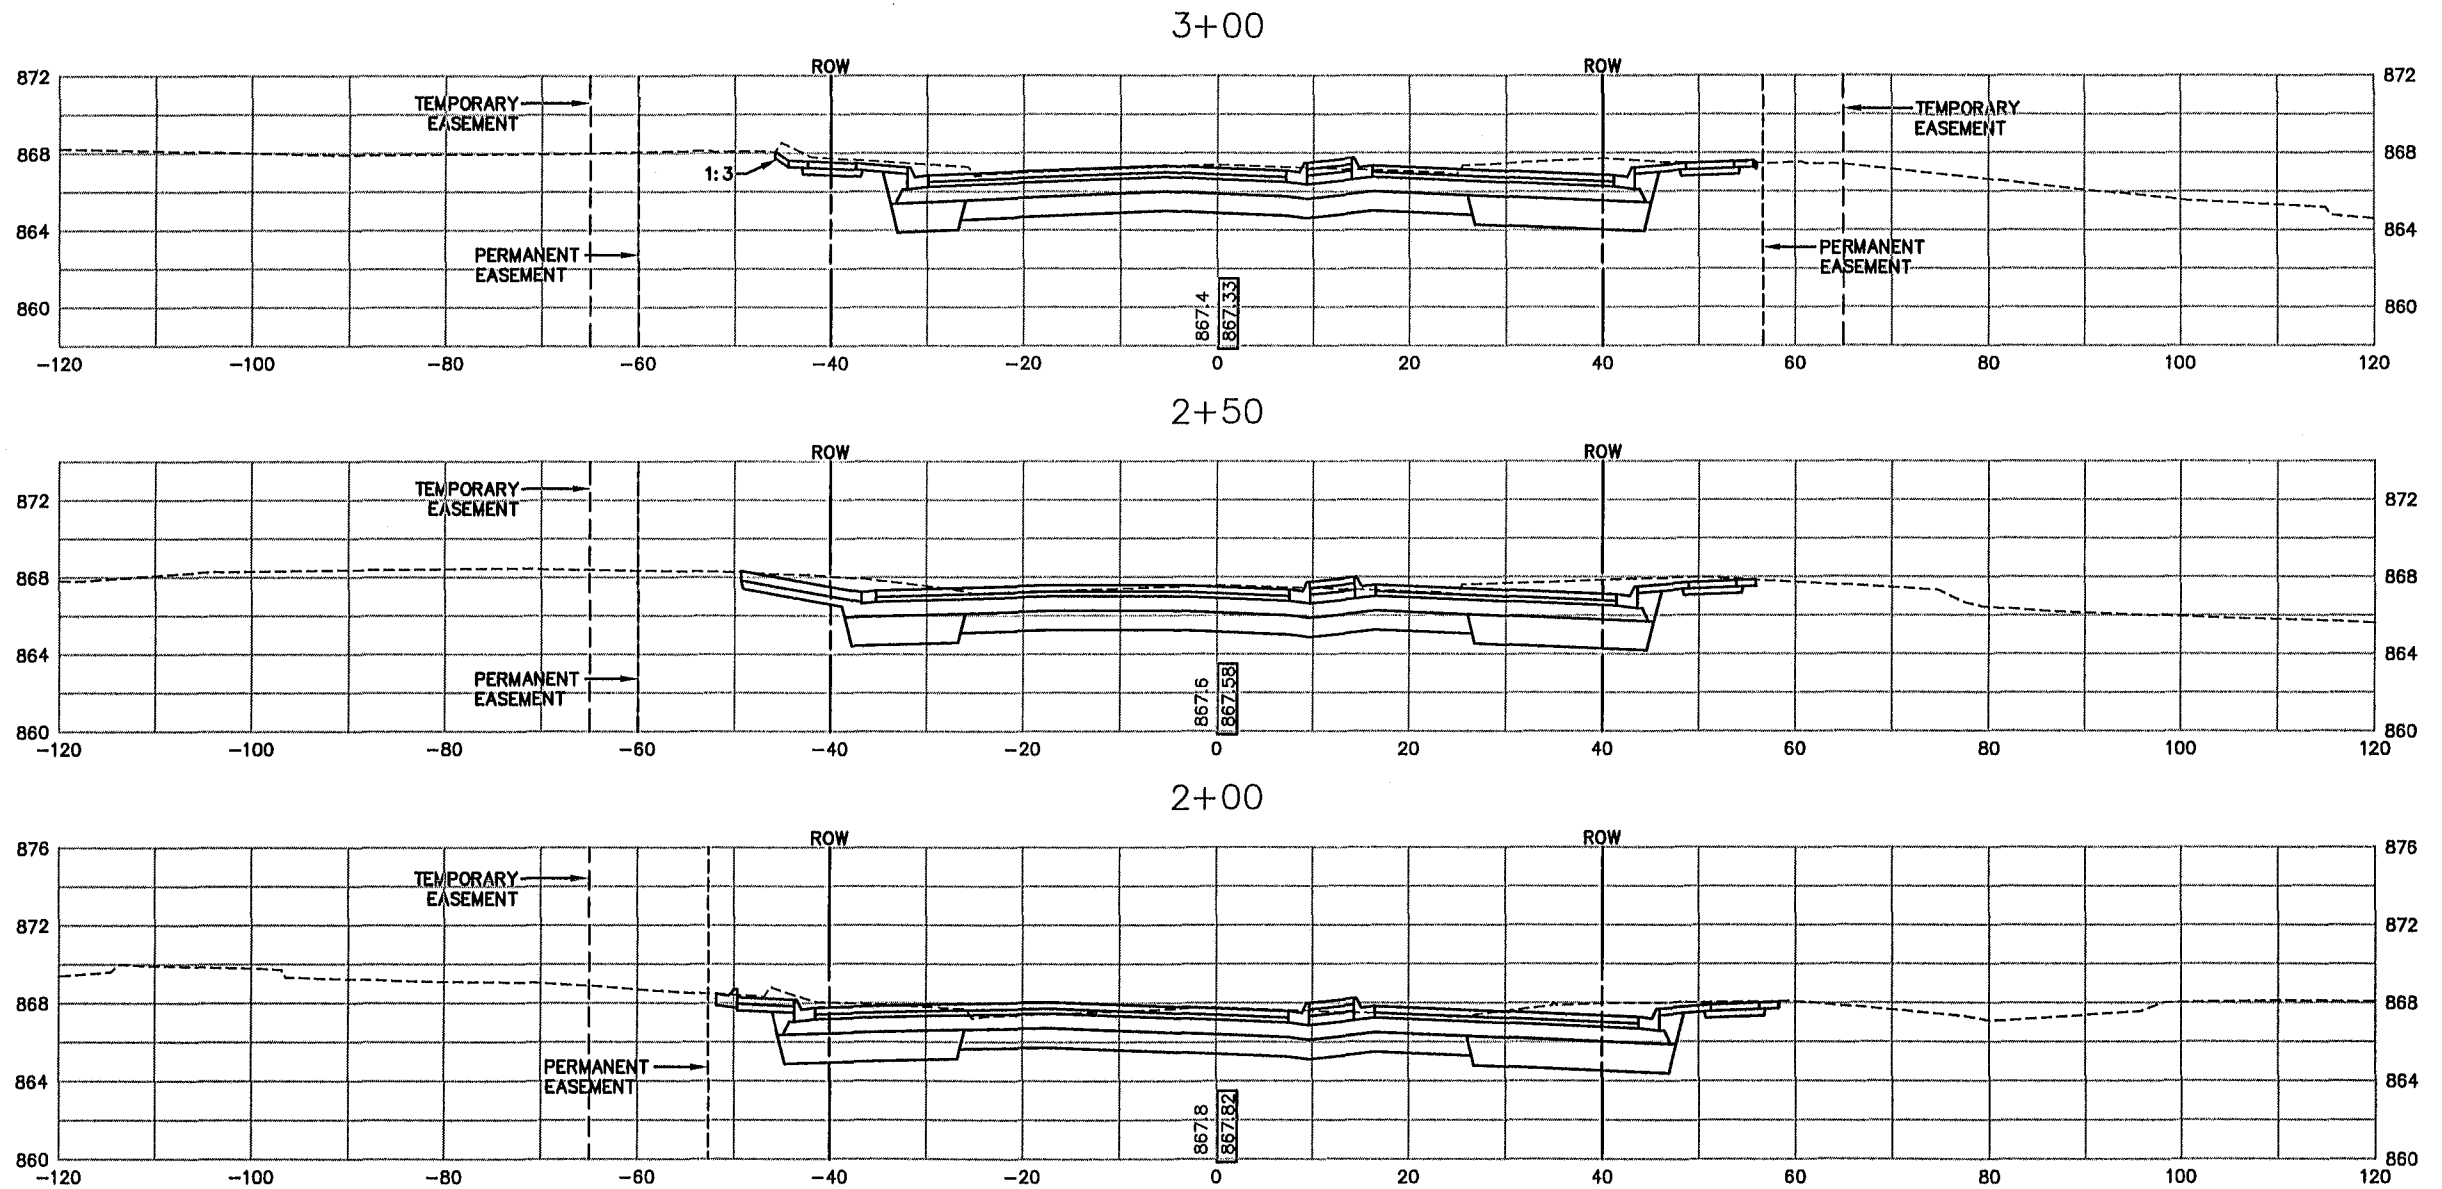 3+00
ROW ROW
872 872
TEMPORARY
EASEMENT
TEMPORARY
EASEMENT
868 868
1:3
864 864
PERMANENT
EASEMENT
PERMANENT
EASEMENT
860 860
867.4
867.33
-120 -100 -80 -60 -40 -20 0 20 40 60 80 100 120
2+50
ROW ROW
TEMPORARY
EASEMENT
872 872
868 868
864 864
PERMANENT
EASEMENT
867.6
867.58
860 860
-120 -100 -80 -60 -40 -20 0 20 40 60 80 100 120
2+00
ROW ROW
876 876
TEMPORARY
EASEMENT
872 872
868 868
PERMANENT
EASEMENT
864 864
867.8
867.82
860 860
-120 -100 -80 -60 -40 -20 0 20 40 60 80 100 120